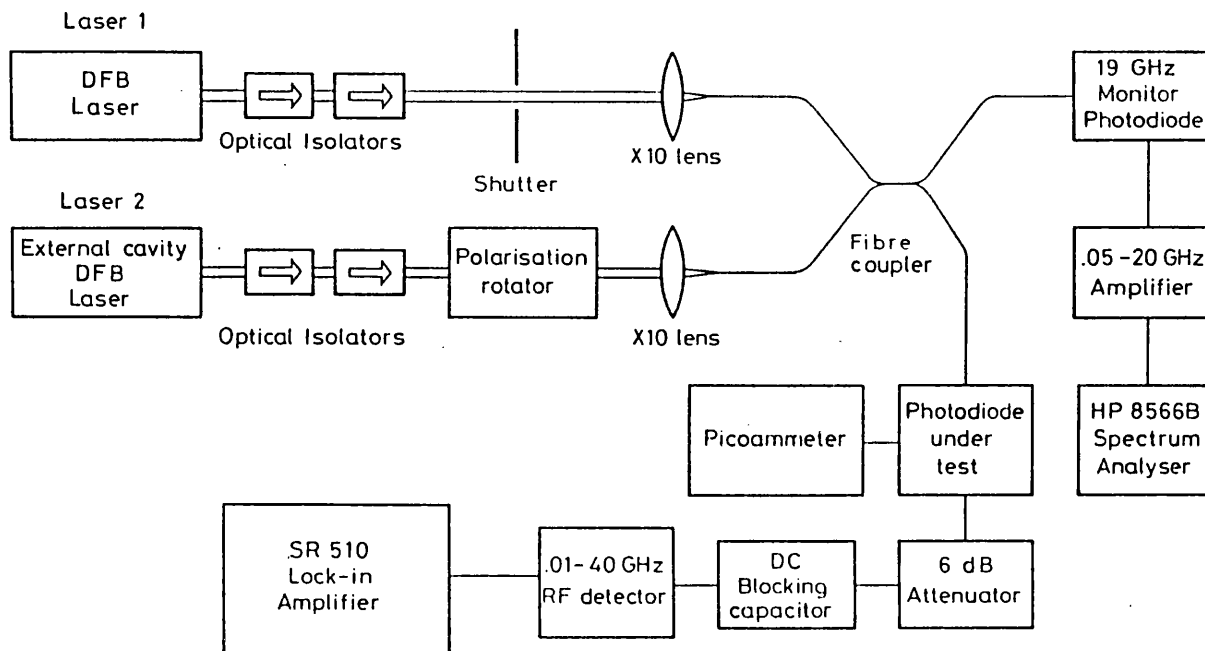 Laser 1
DFB
Laser
Optical Isolators
Shutter
X10 lens
19 GHz
Monitor
Photodiode
Laser 2
External cavity
DFB
Laser
Optical Isolators
Polarisation
rotator
X10 lens
Fibre
coupler
.05-20 GHz
Amplifier
Picoammeter
Photodiode
under
test
HP 8566B
Spectrum
Analyser
SR 510
Lock-in
Amplifier
.01-40 GHz
RF detector
DC
Blocking
capacitor
6 dB
Attenuator